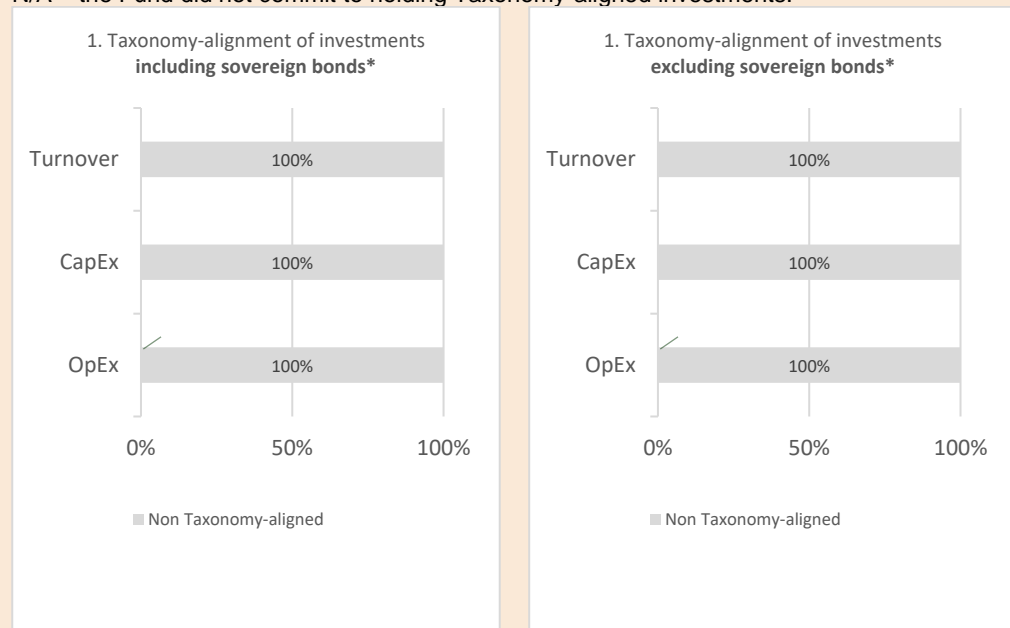 N/A – the Fund did not commit to holding Taxonomy-aligned investments.
1. Taxonomy-alignment of investments
including sovereign bonds*
Turnover
100%
CapEx
100%
OpEx
100%
0% 50% 100%
Non Taxonomy-aligned
1. Taxonomy-alignment of investments
excluding sovereign bonds*
Turnover
100%
CapEx
100%
OpEx
100%
0% 50% 100%
Non Taxonomy-aligned